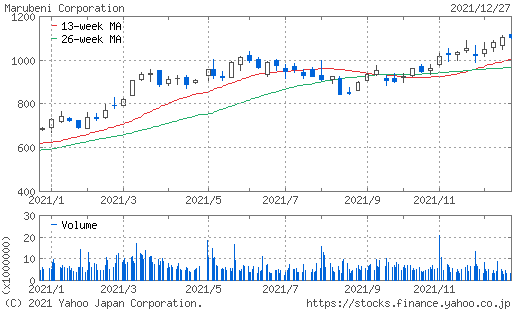 Marubeni Corporation 2021/12/27
1200
13-week MA
26-week MA
1000
800
600
400
2021/1 2021/3 2021/5 2021/7 2021/9 2021/11
30
Volume
20
10
0
(x1000000)
2021/1 2021/3 2021/5 2021/7 2021/9 2021/11
(C) 2021 Yahoo Japan Corporation. https://stocks.finance.yahoo.co.jp